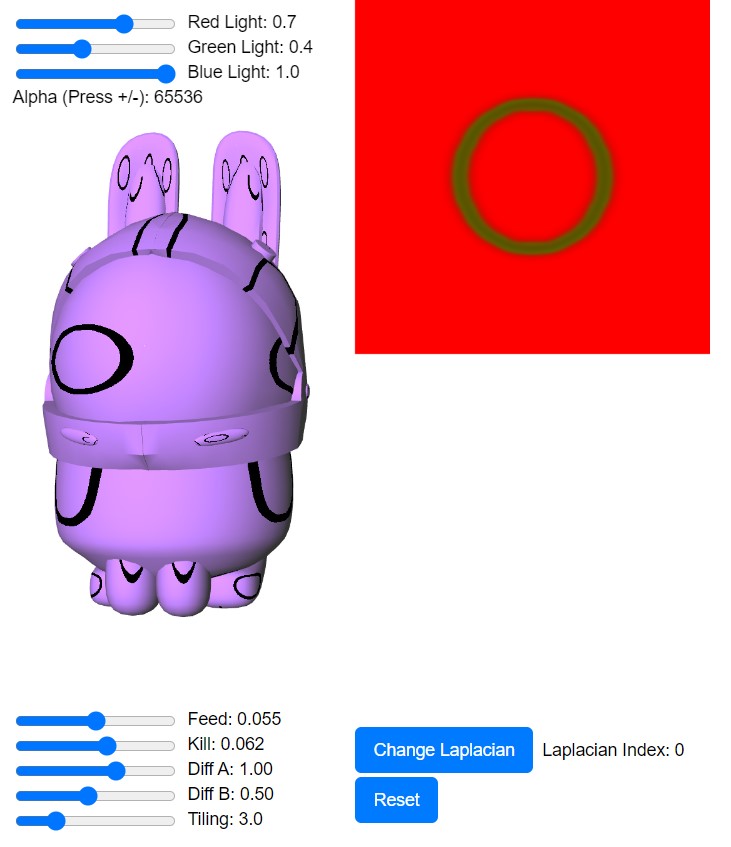 Red Light: 0.7
Green Light: 0.4
Blue Light: 1.0
Alpha (Press +/-): 65536
Feed: 0.055
Kill: 0.062
Diff A: 1.00
Diff B: 0.50
Tiling: 3.0
Change Laplacian
Laplacian Index: 0
Reset